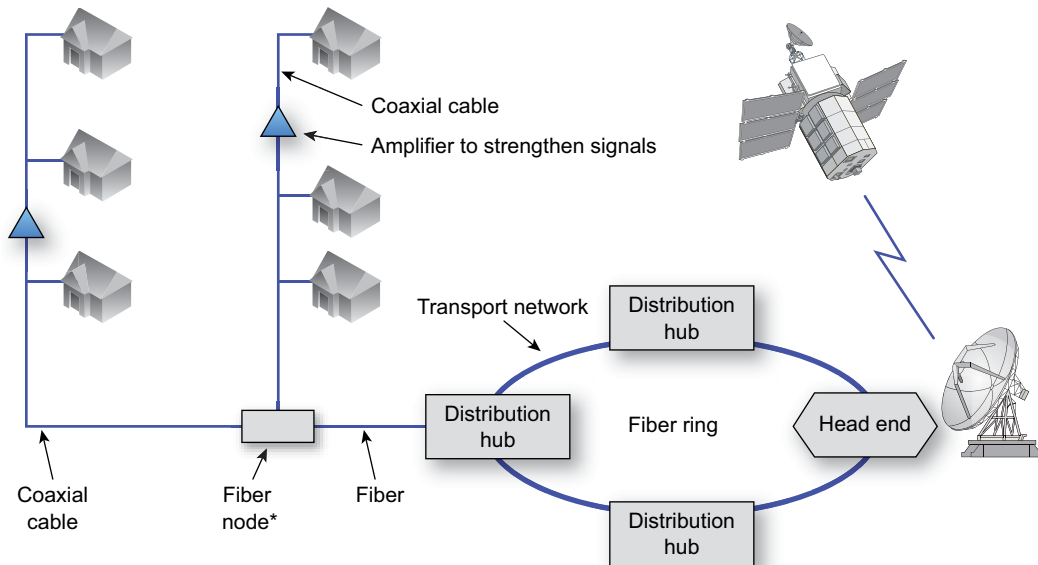 Coaxial cable
Amplifier to strengthen signals
Transport network
Distribution
hub
Distribution
hub
Fiber ring
Head end
Coaxial
cable
Fiber
node*
Fiber
Distribution
hub